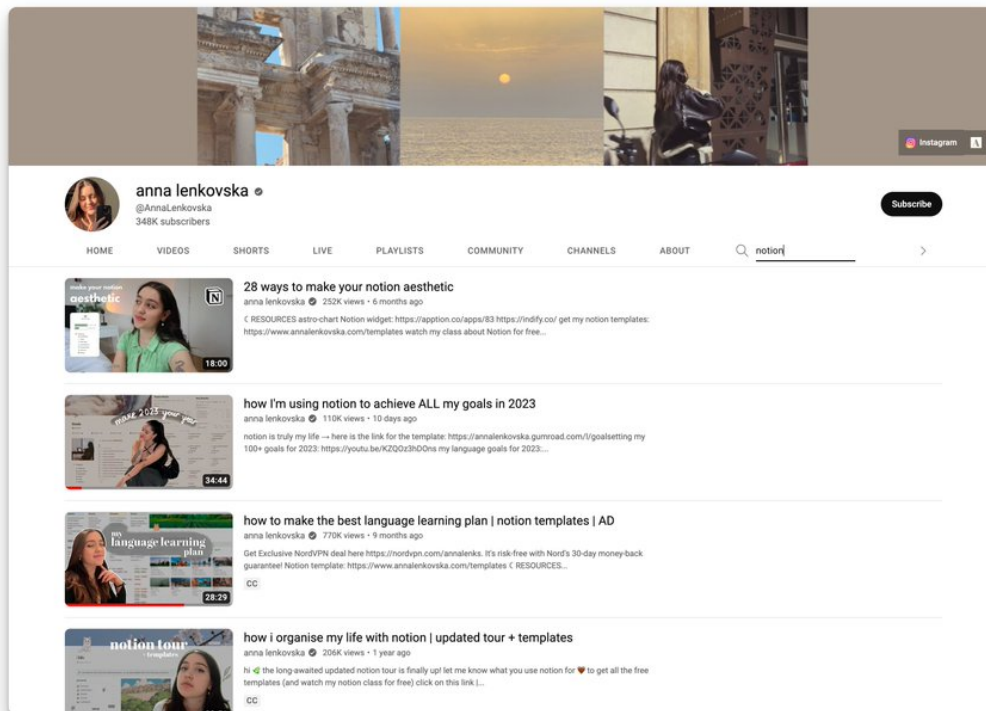 Instagram
anna lenkovska
@AnnaLenkovska
348K subscribers
Subscribe
HOME VIDEOS SHORTS LIVE PLAYLISTS COMMUNITY CHANNELS ABOUT notion
make your notion
aesthetic
18:00
28 ways to make your notion aesthetic
anna lenkovska 252K views • 6 months ago
☾ RESOURCES astro-chart Notion widget: https://apption.co/apps/83 https://indify.co/ get my notion templates:
https://www.annalenkovska.com/templates watch my class about Notion for free...
make 2023 your year
34:44
how I'm using notion to achieve ALL my goals in 2023
anna lenkovska 110K views • 10 days ago
notion is truly my life → here is the link for the template: https://annalenkovska.gumroad.com/l/goalsetting my
100+ goals for 2023: https://youtu.be/KZQOz3hDOns my language goals for 2023:...
my
language learning
plan
28:29
how to make the best language learning plan | notion templates | AD
anna lenkovska 770K views • 9 months ago
Get Exclusive NordVPN deal here https://nordvpn.com/annalenks. It's risk-free with Nord's 30-day money-back
guarantee! Notion template: https://www.annalenkovska.com/templates ☾ RESOURCES...
CC
notion tour
+ templates
how i organise my life with notion | updated tour + templates
anna lenkovska 206K views • 1 year ago
hi 🌿 the long-awaited updated notion tour is finally up! let me know what you use notion for 🤎 to get all the free
templates (and watch my notion class for free) click on this link (...
CC